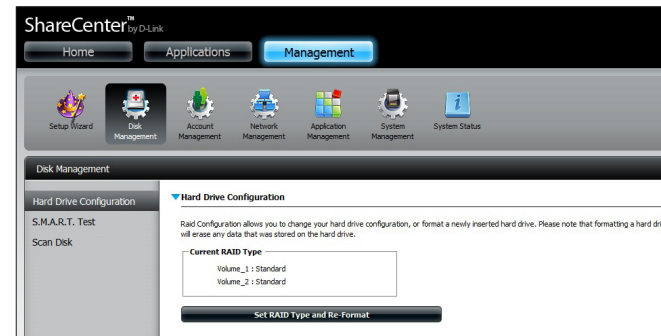 ShareCenter™ by D-Link
Home Applications Management
Setup Wizard Disk Management Account Management Network Management Application Management System Management System Status
Disk Management
Hard Drive Configuration
S.M.A.R.T. Test
Scan Disk
Hard Drive Configuration
Raid Configuration allows you to change your hard drive configuration, or format a newly inserted hard drive. Please note that formatting a hard
will erase any data that was stored on the hard drive.
Current RAID Type
Volume_1 : Standard
Volume_2 : Standard
Set RAID Type and Re-Format